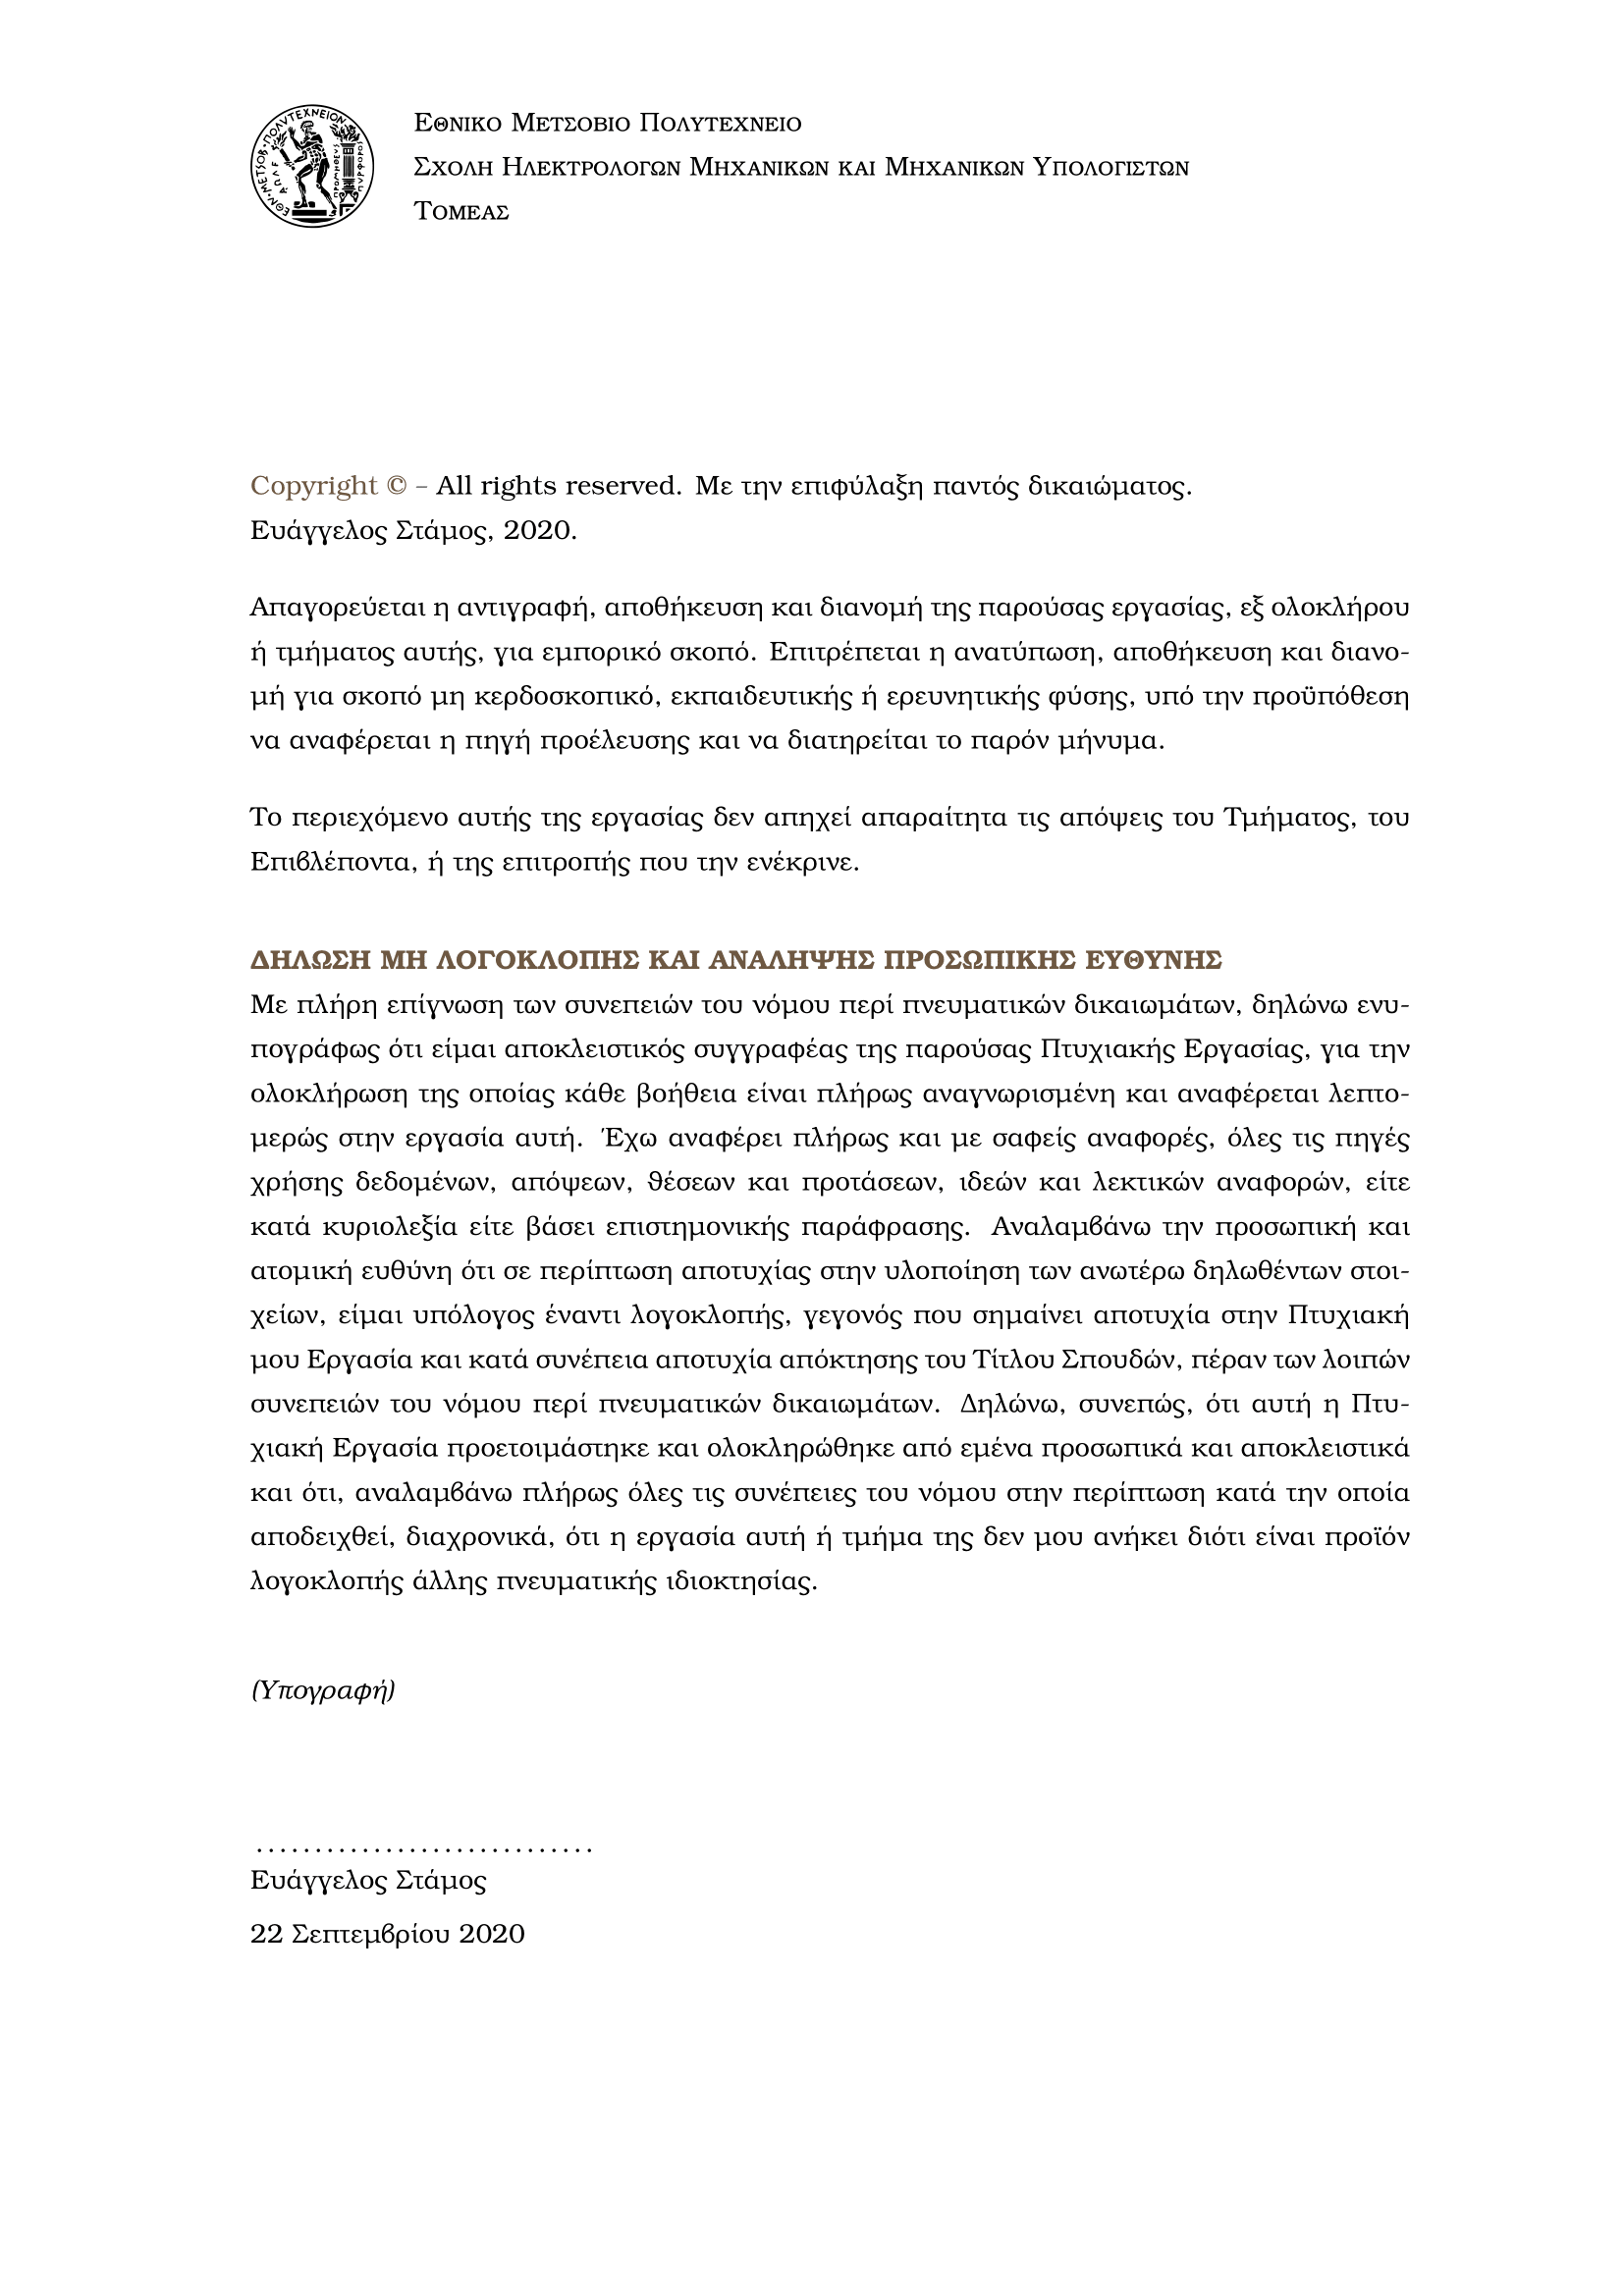 Εθνικο Μετσοβιο Πολυτεχνειο
Σχολη Ηλεκτρολογων Μηχανικων και Μηχανικων Υπολογιστων
Τομεας
Copyright © – All rights reserved. Με την επιφύλαξη παντός δικαιώματος.
Ευάγγελος Στάμος, 2020.
Απαγορεύεται η αντιγραφή, αποθήκευση και διανομή της παρούσας εργασίας, εξ ολοκλήρου
ή τμήματος αυτής, για εμπορικό σκοπό. Επιτρέπεται η ανατύπωση, αποθήκευση και διανο-
μή για σκοπό μη κερδοσκοπικό, εκπαιδευτικής ή ερευνητικής φύσης, υπό την προϋπόθεση
να αναφέρεται η πηγή προέλευσης και να διατηρείται το παρόν μήνυμα.
Το περιεχόμενο αυτής της εργασίας δεν απηχεί απαραίτητα τις απόψεις του Τμήματος, του
Επιβλέποντα, ή της επιτροπής που την ενέκρινε.
ΔΗΛΩΣΗ ΜΗ ΛΟΓΟΚΛΟΠΗΣ ΚΑΙ ΑΝΑΛΗΨΗΣ ΠΡΟΣΩΠΙΚΗΣ ΕΥΘΥΝΗΣ
Με πλήρη επίγνωση των συνεπειών του νόμου περί πνευματικών δικαιωμάτων, δηλώνω ενυ-
πογράφως ότι είμαι αποκλειστικός συγγραφέας της παρούσας Πτυχιακής Εργασίας, για την
ολοκλήρωση της οποίας κάθε βοήθεια είναι πλήρως αναγνωρισμένη και αναφέρεται λεπτο-
μερώς στην εργασία αυτή. Έχω αναφέρει πλήρως και με σαφείς αναφορές, όλες τις πηγές
χρήσης δεδομένων, απόψεων, θέσεων και προτάσεων, ιδεών και λεκτικών αναφορών, είτε
κατά κυριολεξία είτε βάσει επιστημονικής παράφρασης. Αναλαμβάνω την προσωπική και
ατομική ευθύνη ότι σε περίπτωση αποτυχίας στην υλοποίηση των ανωτέρω δηλωθέντων στοι-
χείων, είμαι υπόλογος έναντι λογοκλοπής, γεγονός που σημαίνει αποτυχία στην Πτυχιακή
μου Εργασία και κατά συνέπεια αποτυχία απόκτησης του Τίτλου Σπουδών, πέραν των λοιπών
συνεπειών του νόμου περί πνευματικών δικαιωμάτων. Δηλώνω, συνεπώς, ότι αυτή η Πτυ-
χιακή Εργασία προετοιμάστηκε και ολοκληρώθηκε από εμένα προσωπικά και αποκλειστικά
και ότι, αναλαμβάνω πλήρως όλες τις συνέπειες του νόμου στην περίπτωση κατά την οποία
αποδειχθεί, διαχρονικά, ότι η εργασία αυτή ή τμήμα της δεν μου ανήκει διότι είναι προϊόν
λογοκλοπής άλλης πνευματικής ιδιοκτησίας.
(Υπογραφή)
.............................
Ευάγγελος Στάμος
22 Σεπτεμβρίου 2020